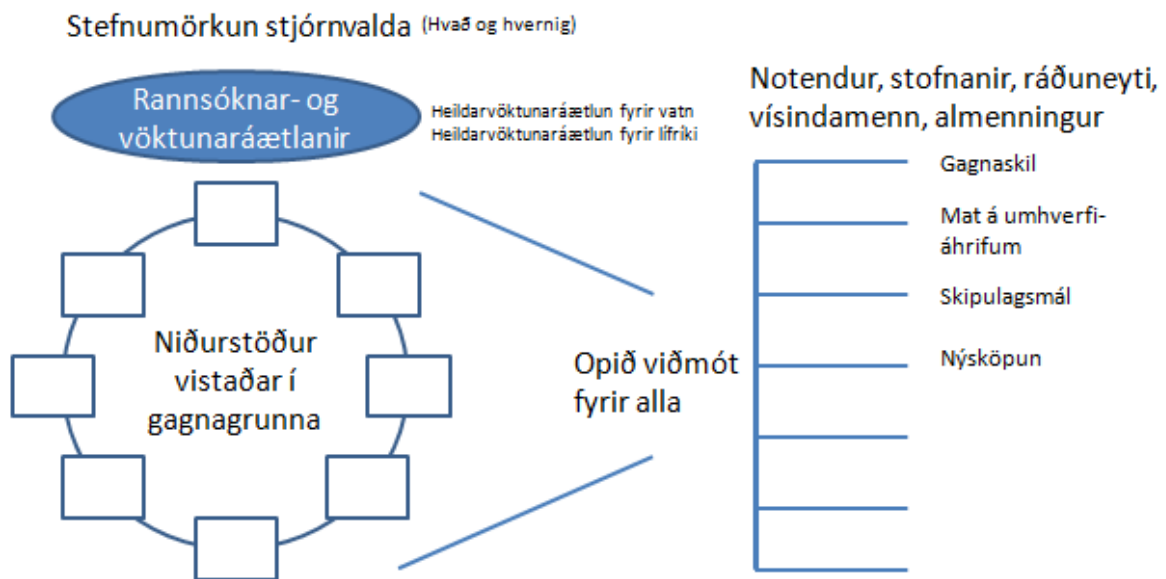 Stefnumörkun stjórnvalda (Hvað og hvernig)
Rannsóknar- og
vöktunaráætlanir
Heildarvöktunaráætlun fyrir vatn
Heildarvöktunaráætlun fyrir lífríki
Niðurstöður
vistaðar í
gagnagrunna
Opið viðmót
fyrir alla
Notendur, stofnanir, ráðuneyti,
vísindamenn, almenningur
Gagnaskil
Mat á umhverfi-
áhrifum
Skipulagsmál
Nýsköpun